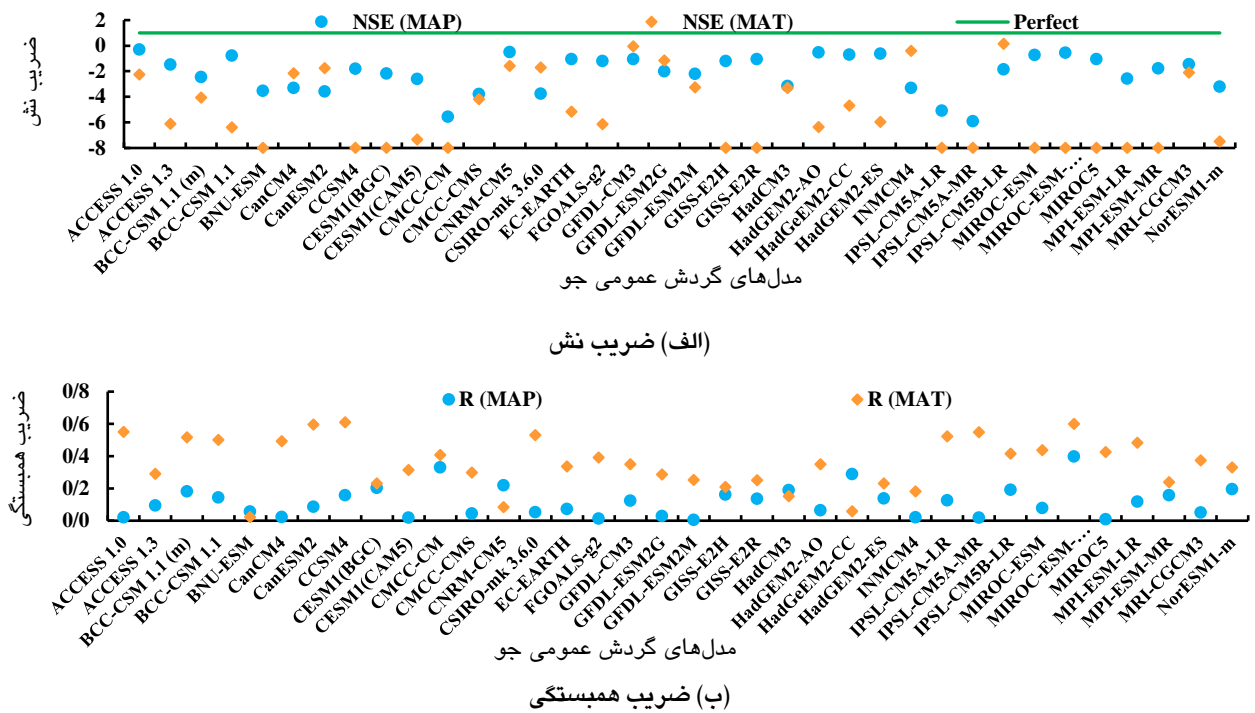 NSE (MAP) NSE (MAT) Perfect
ضریب نش
2
0
-2
-4
-6
-8
ACCESS 1.0
ACCESS 1.3
BCC-CSM 1.1 (m)
BCC-CSM 1.1
BNU-ESM
CanCM4
CanESM2
CCSM4
CESM1(BGC)
CESM1(CAM5)
CMCC-CM
CMCC-CMS
CNRM-CM5
CSIRO-mk 3.6.0
EC-EARTH
FGOALS-g2
GFDL-CM3
GFDL-ESM2G
GFDL-ESM2M
GISS-E2H
GISS-E2R
HadCM3
HadGEM2-AO
HadGeEM2-CC
HadGEM2-ES
INMCM4
IPSL-CM5A-LR
IPSL-CM5A-MR
IPSL-CM5B-LR
MIROC-ESM
MIROC-ESM-…
MIROC5
MPI-ESM-LR
MPI-ESM-MR
MRI-CGCM3
NorESM1-m
مدل‌های گردش عمومی جو
(الف) ضریب نش
R (MAP) R (MAT)
ضریب همبستگی
0/8
0/6
0/4
0/2
0/0
ACCESS 1.0
ACCESS 1.3
BCC-CSM 1.1 (m)
BCC-CSM 1.1
BNU-ESM
CanCM4
CanESM2
CCSM4
CESM1(BGC)
CESM1(CAM5)
CMCC-CM
CMCC-CMS
CNRM-CM5
CSIRO-mk 3.6.0
EC-EARTH
FGOALS-g2
GFDL-CM3
GFDL-ESM2G
GFDL-ESM2M
GISS-E2H
GISS-E2R
HadCM3
HadGEM2-AO
HadGeEM2-CC
HadGEM2-ES
INMCM4
IPSL-CM5A-LR
IPSL-CM5A-MR
IPSL-CM5B-LR
MIROC-ESM
MIROC-ESM-…
MIROC5
MPI-ESM-LR
MPI-ESM-MR
MRI-CGCM3
NorESM1-m
مدل‌های گردش عمومی جو
(ب) ضریب همبستگی